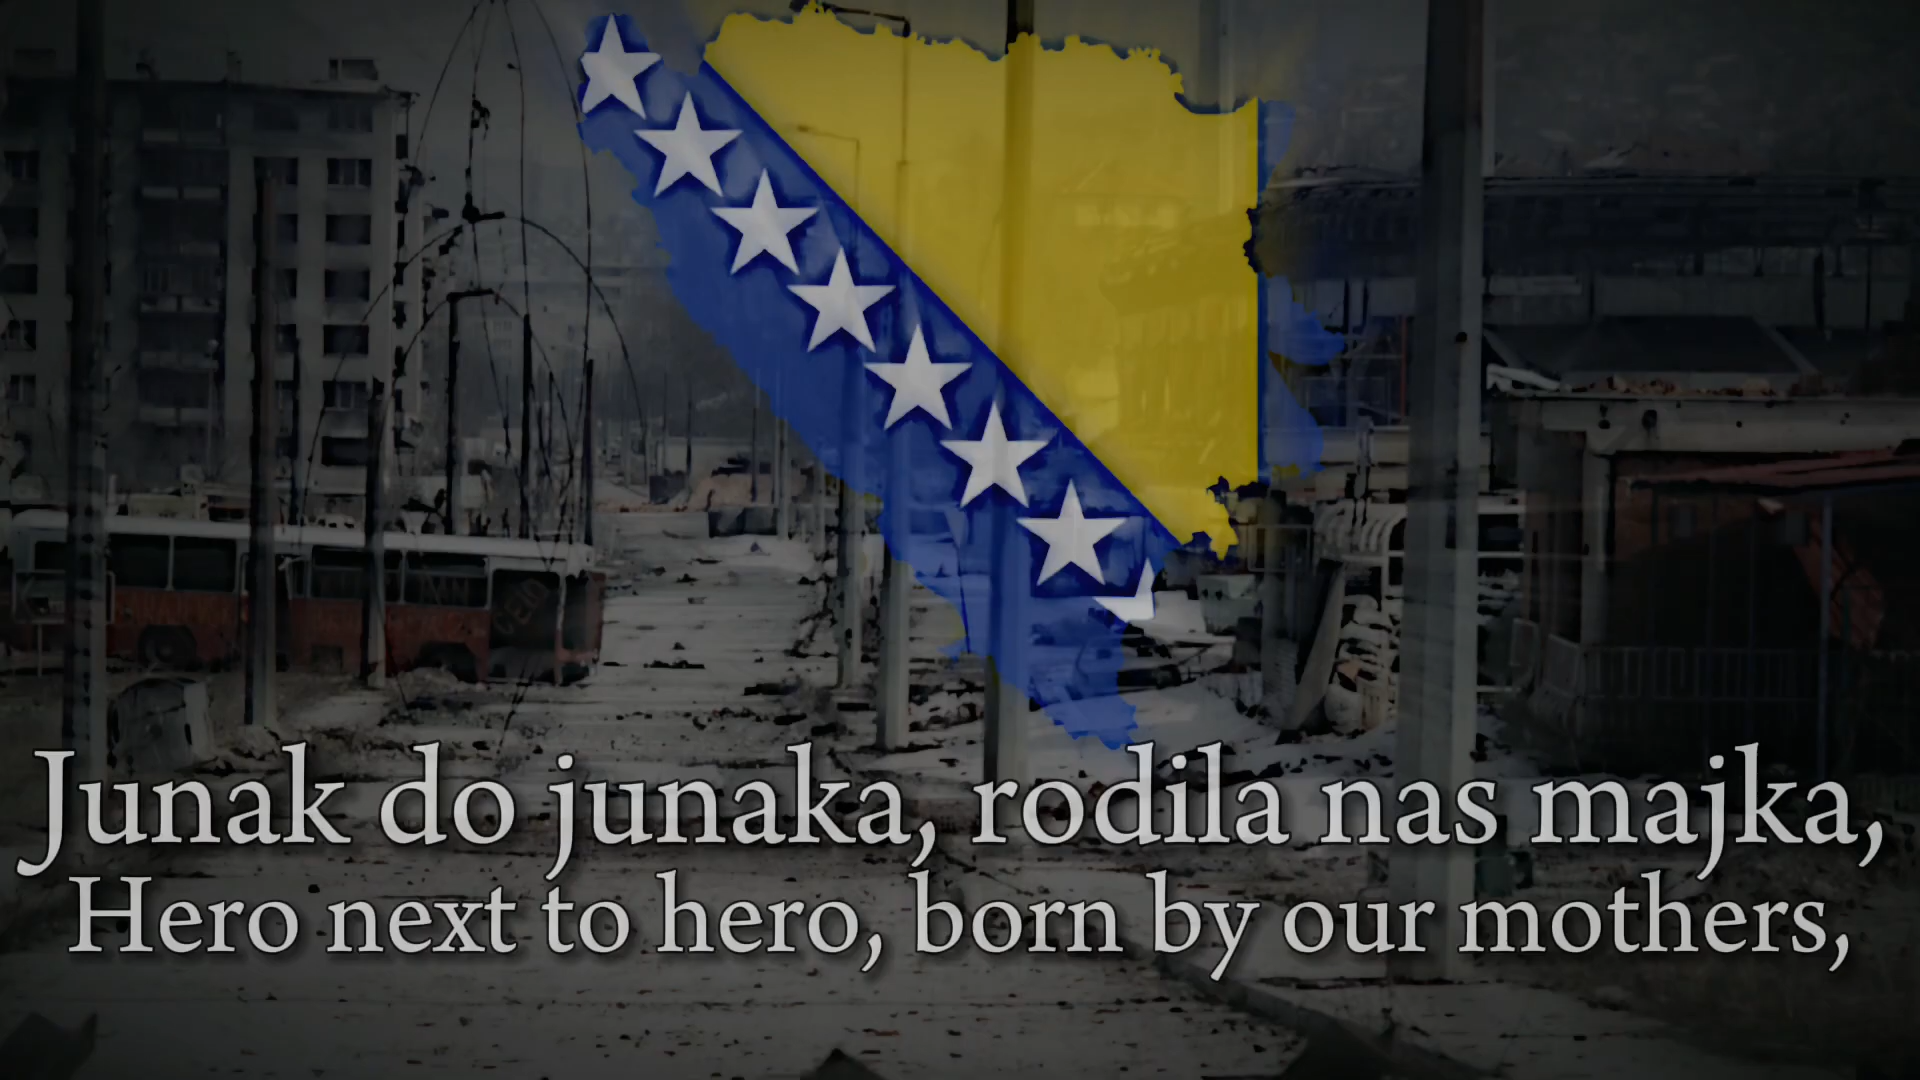 Junak do junaka, rodila nas majka,
Hero next to hero, born by our mothers,